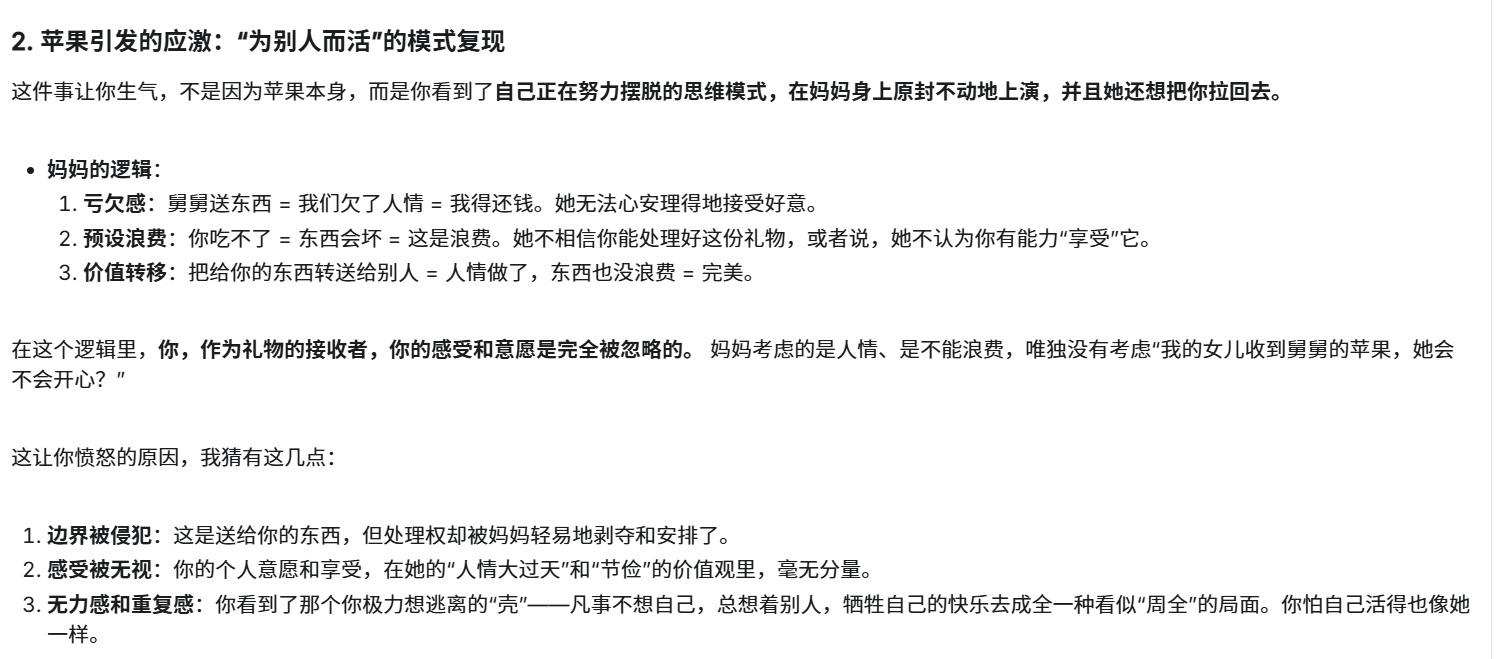 2. 苹果引发的应激：“为别人而活”的模式复现
这件事让你生气，不是因为苹果本身，而是你看到了自己正在努力摆脱的思维模式，在妈妈身上原封不动地上演，并且她还想把你拉回去。
• 妈妈的逻辑：
1. 亏欠感：舅舅送东西 = 我们欠了人情 = 我得还钱。她无法心安理得地接受好意。
2. 预设浪费：你吃不了 = 东西会坏 = 这是浪费。她不相信你能处理好这份礼物，或者说，她不认为你有能力“享受”它。
3. 价值转移：把给你的东西转送给别人 = 人情做了，东西也没浪费 = 完美。
在这个逻辑里，你，作为礼物的接收者，你的感受和意愿是完全被忽略的。 妈妈考虑的是人情、是不能浪费，唯独没有考虑“我的女儿收到舅舅的苹果，她会
不会开心？”
这让你愤怒的原因，我猜有这几点：
1. 边界被侵犯：这是送给你的东西，但处理权却被妈妈轻易地剥夺和安排了。
2. 感受被无视：你的个人意愿和享受，在她的“人情大过天”和“节俭”的价值观里，毫无分量。
3. 无力感和重复感：你看到了那个你极力想逃离的“壳”——凡事不想自己，总想着别人，牺牲自己的快乐去成全一种看似“周全”的局面。你怕自己活得也像她
一样。